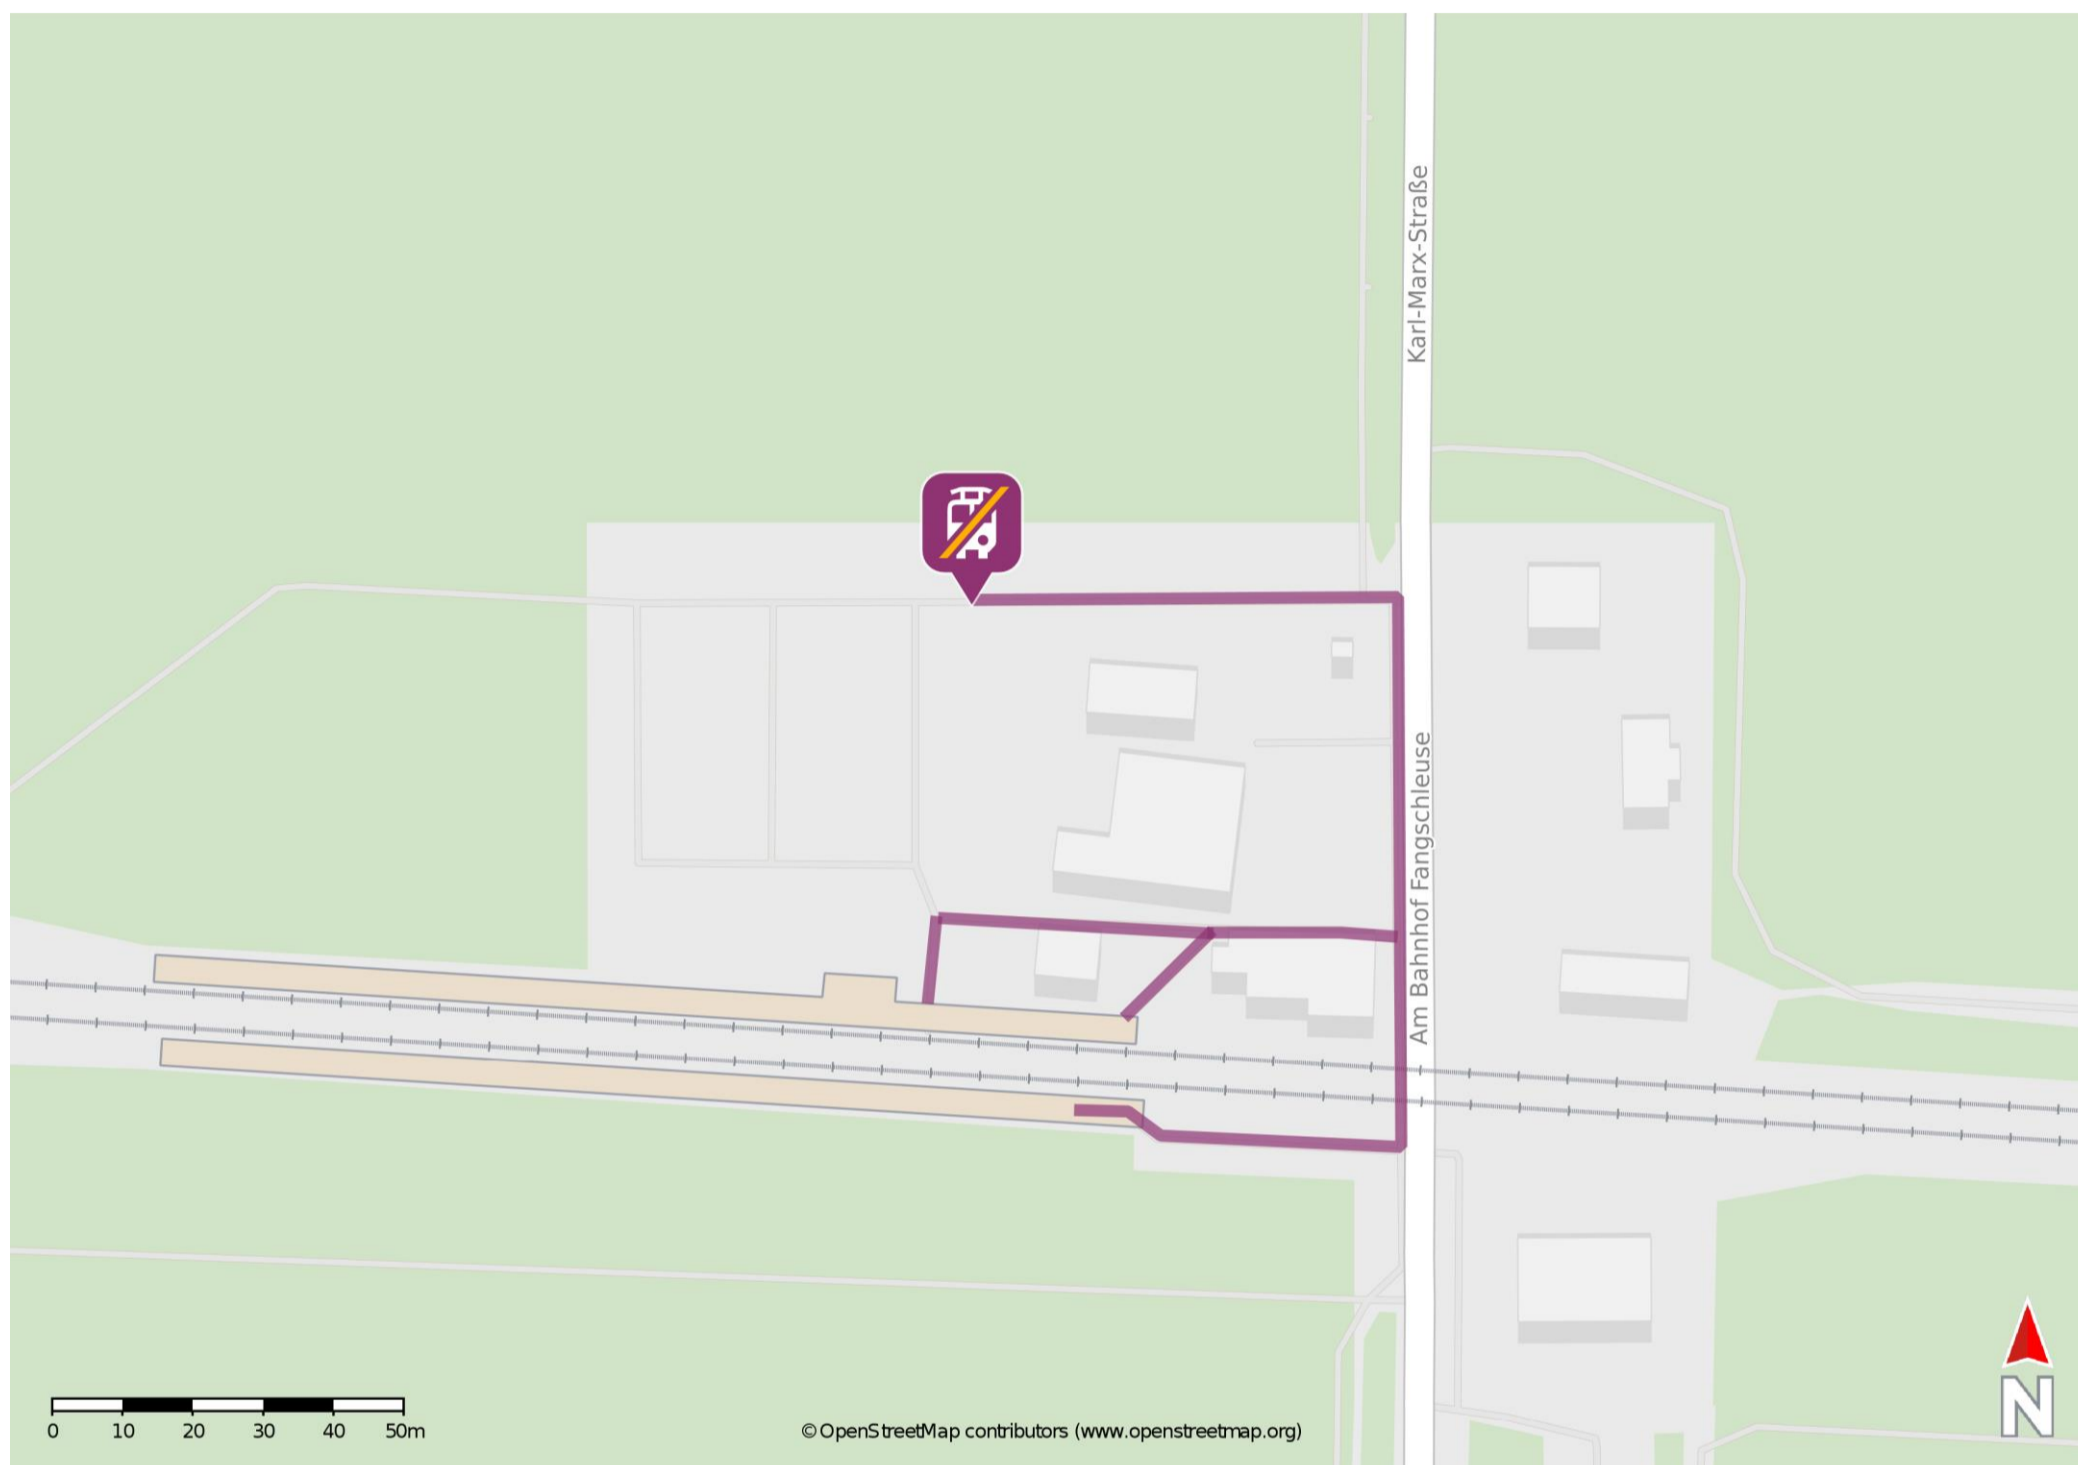 Karl-Marx-Straße
Am Bahnhof Fangschleuse
0 10 20 30 40 50m
© OpenStreetMap contributors (www.openstreetmap.org)
N